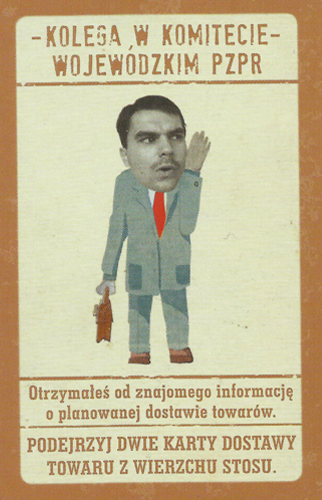 -KOLEGA W KOMITECIE-
WOJEWÓDZKIM PZPR
Otrzymałeś od znajomego informację
o planowanej dostawie towarów.
PODEJRZYJ DWIE KARTY DOSTAWY
TOWARU Z WIERZCHU STOSU.